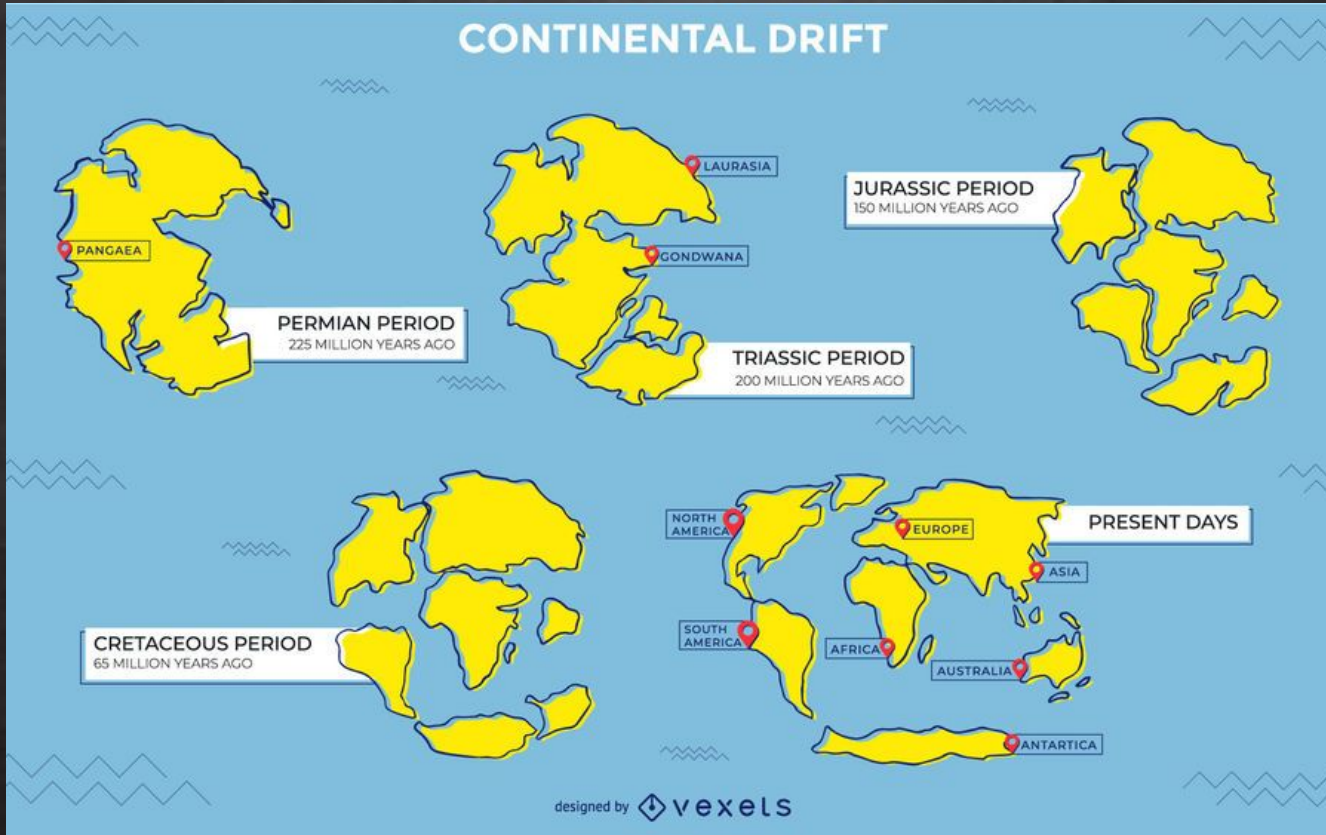 CONTINENTAL DRIFT
PANGAEA
PERMIAN PERIOD
225 MILLION YEARS AGO
LAURASIA
GONDWANA
TRIASSIC PERIOD
200 MILLION YEARS AGO
JURASSIC PERIOD
150 MILLION YEARS AGO
CRETACEOUS PERIOD
65 MILLION YEARS AGO
NORTH
AMERICA
EUROPE
PRESENT DAYS
ASIA
SOUTH
AMERICA
AFRICA
AUSTRALIA
ANTARTICA
designed by vexels